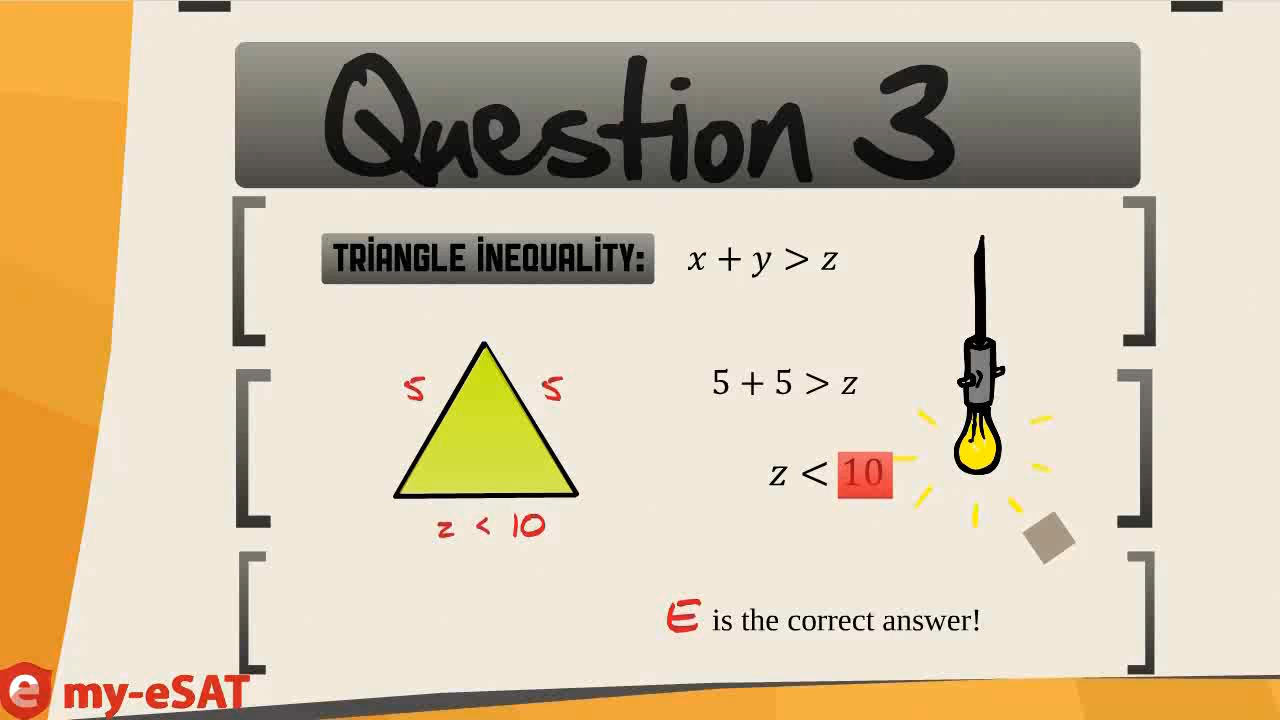 Question 3
TRIANGLE INEQUALITY: x + y > z
5 5
5 + 5 > z
z < 10
z < 10
E is the correct answer!
e my-eSAT